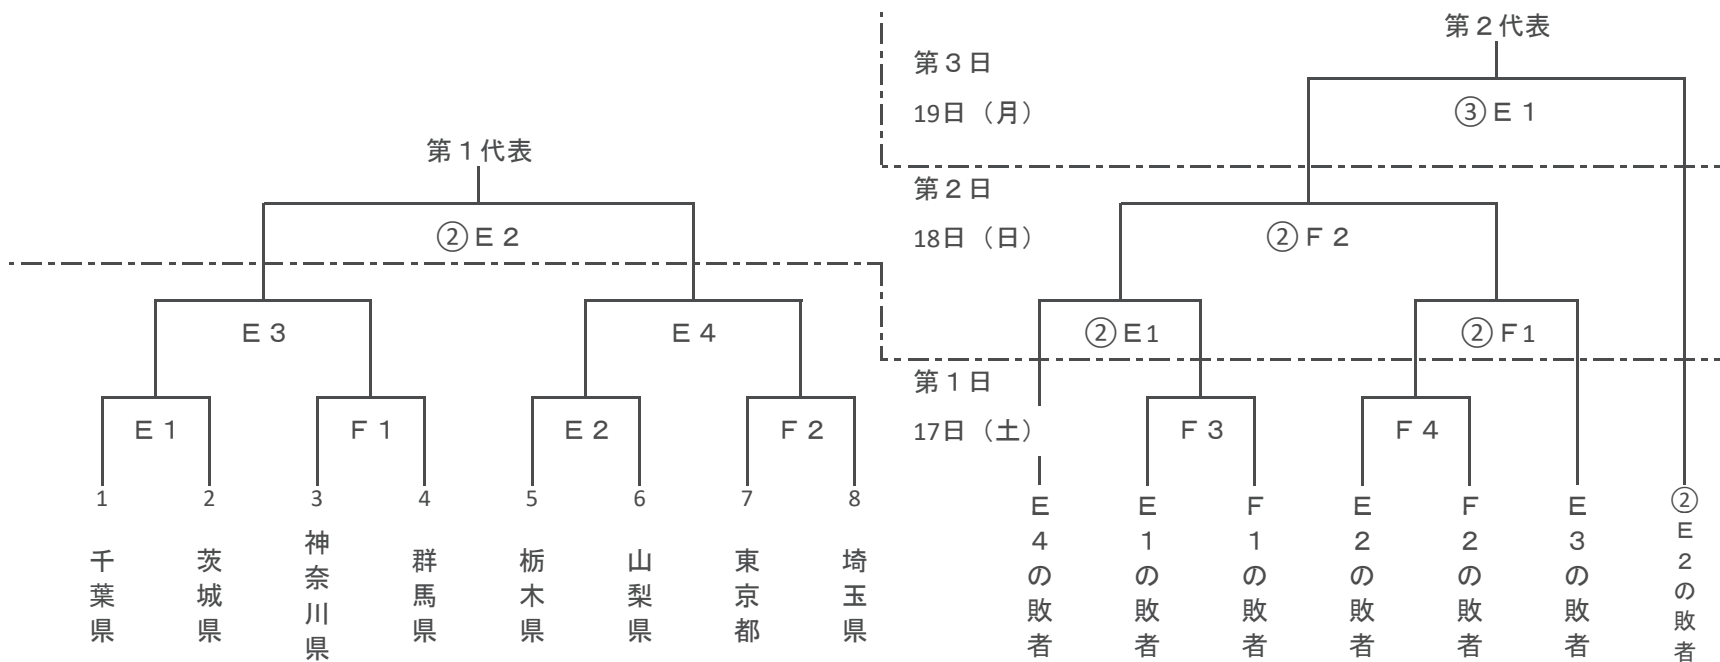 第１代表
②Ｅ２
Ｅ３
Ｅ４
Ｅ１
Ｆ１
Ｅ２
Ｆ２
1
2
3
4
5
6
7
8
千葉県
茨城県
神奈川県
群馬県
栃木県
山梨県
東京都
埼玉県
第３日
19日（月）
第２日
18日（日）
第１日
17日（土）
第２代表
③Ｅ１
②Ｆ２
②Ｅ1
②Ｆ1
Ｆ３
Ｆ４
Ｅ４の敗者
Ｅ１の敗者
Ｆ１の敗者
Ｅ２の敗者
Ｆ２の敗者
Ｅ３の敗者
②Ｅ２の敗者